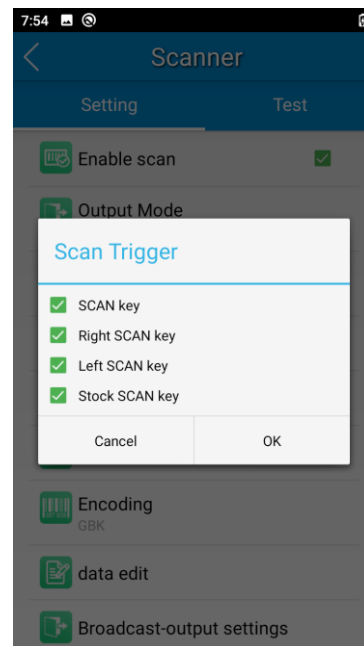 7:54
Scanner
Setting
Test
Enable scan
Output Mode
Scan Trigger
SCAN key
Right SCAN key
Left SCAN key
Stock SCAN key
Cancel
OK
Encoding
GBK
data edit
Broadcast-output settings